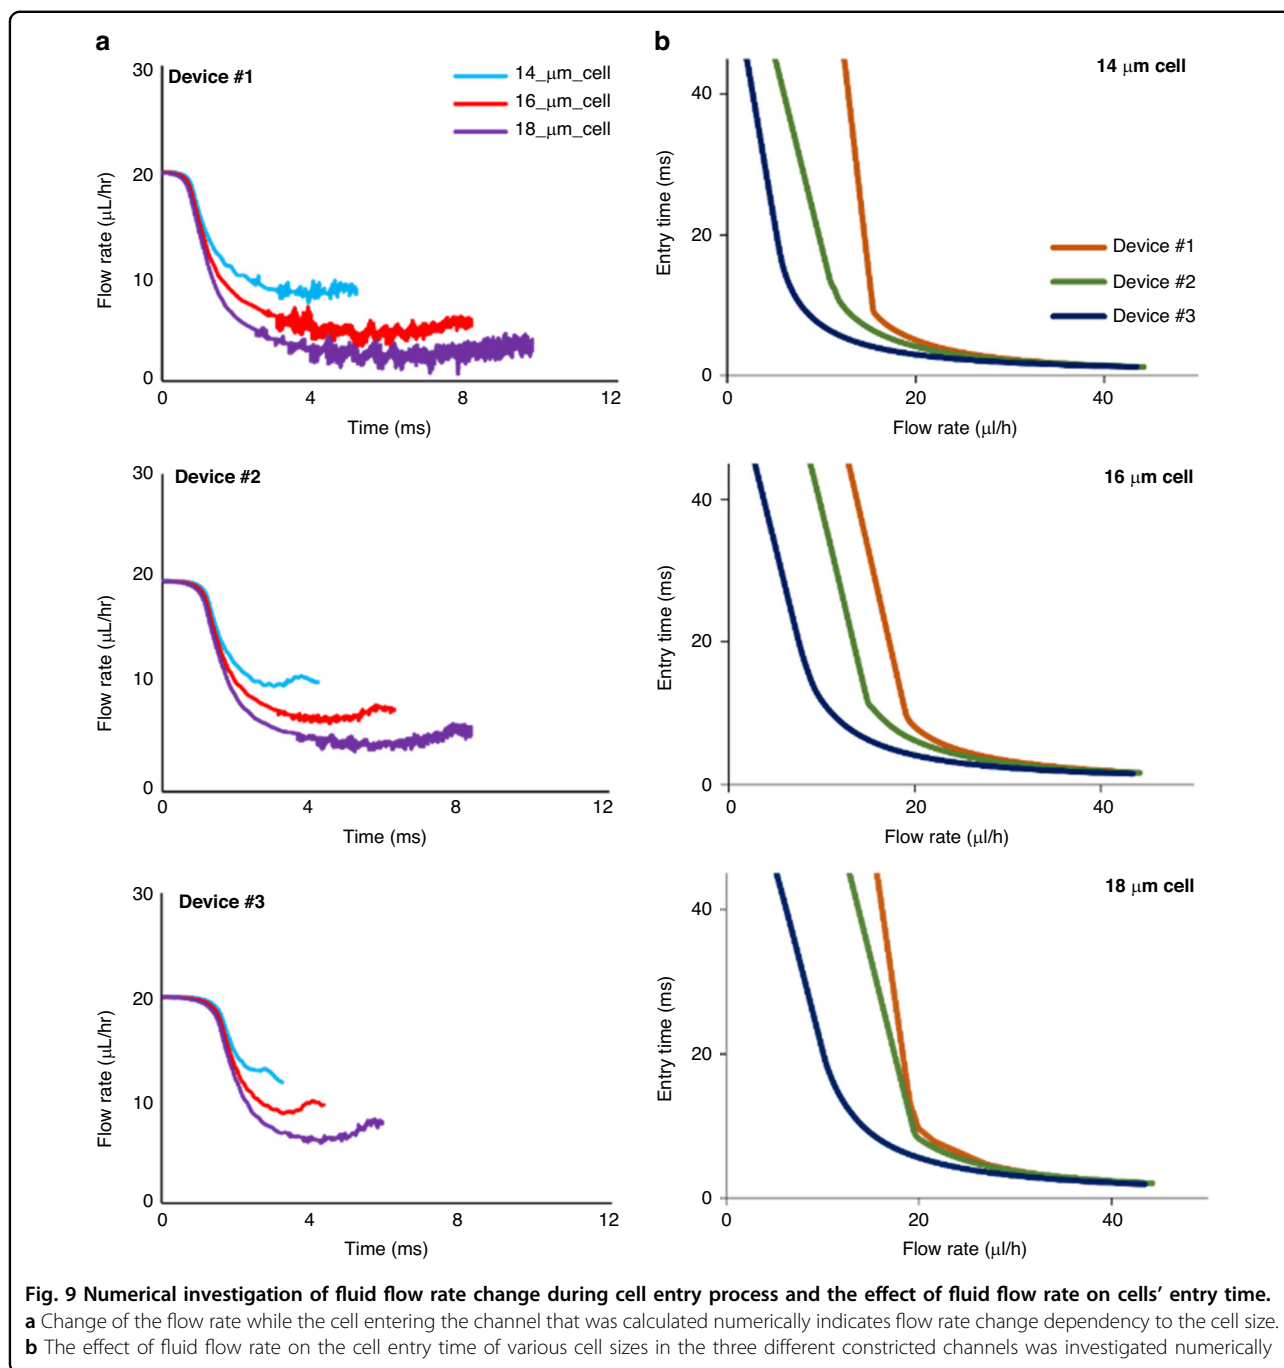 a
Device #1
14_μm_cell
16_μm_cell
18_μm_cell
30
20
10
0
Flow rate (μL/hr)
0 4 8 12
Time (ms)
Device #2
30
20
10
0
Flow rate (μL/hr)
0 4 8 12
Time (ms)
Device #3
30
20
10
0
Flow rate (μL/hr)
0 4 8 12
Time (ms)
b
14 μm cell
40
20
0
Entry time (ms)
Device #1
Device #2
Device #3
0 20 40
Flow rate (μl/h)
16 μm cell
40
20
0
Entry time (ms)
0 20 40
Flow rate (μl/h)
18 μm cell
40
20
0
Entry time (ms)
0 20 40
Flow rate (μl/h)
Fig. 9 Numerical investigation of fluid flow rate change during cell entry process and the effect of fluid flow rate on cells’ entry time.
a Change of the flow rate while the cell entering the channel that was calculated numerically indicates flow rate change dependency to the cell size.
b The effect of fluid flow rate on the cell entry time of various cell sizes in the three different constricted channels was investigated numerically